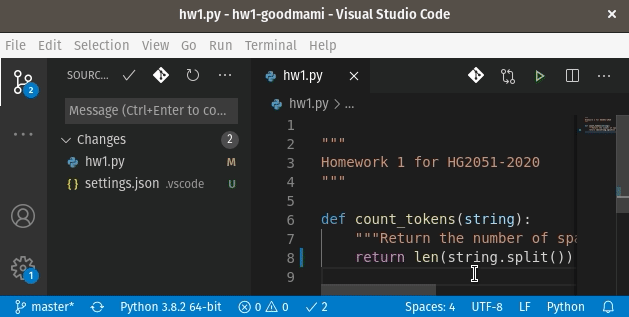 hw1.py - hw1-goodmami - Visual Studio Code
File Edit Selection View Go Run Terminal Help
SOURC...
hw1.py
2
Message (Ctrl+Enter to co...
hw1.py > ...
Changes 2
hw1.py M
{ } settings.json .vscode U
1
2 """
3 Homework 1 for HG2051-2020
4 """
5
6 def count_tokens(string):
7 """Return the number of spa
8 return len(string.split())
9
1
master* Python 3.8.2 64-bit 0 0 2 Spaces: 4 UTF-8 LF Python